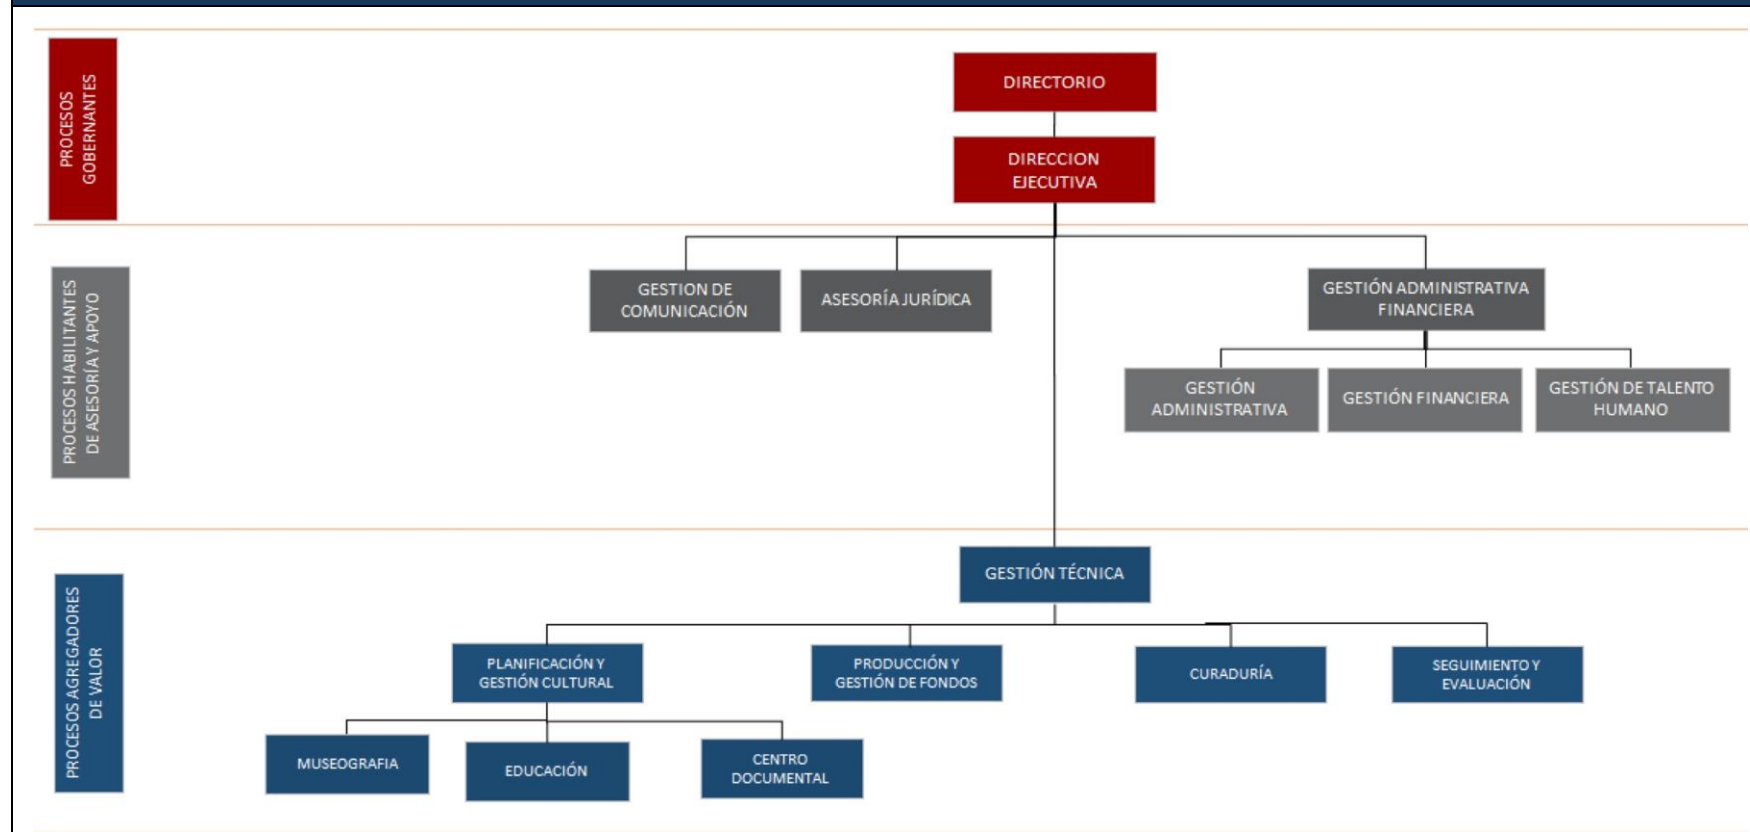 PROCESOS
GOBERNANTES
DIRECTORIO
DIRECCION
EJECUTIVA
PROCESOS HABILITANTES
DE ASESORÍA Y APOYO
GESTION DE
COMUNICACIÓN
ASESORÍA JURÍDICA
GESTIÓN ADMINISTRATIVA
FINANCIERA
GESTIÓN
ADMINISTRATIVA
GESTIÓN FINANCIERA
GESTIÓN DE TALENTO
HUMANO
PROCESOS AGREGADORES
DE VALOR
GESTIÓN TÉCNICA
PLANIFICACIÓN Y
GESTIÓN CULTURAL
PRODUCCIÓN Y
GESTIÓN DE FONDOS
CURADURÍA
SEGUIMIENTO Y
EVALUACIÓN
MUSEOGRAFIA
EDUCACIÓN
CENTRO
DOCUMENTAL